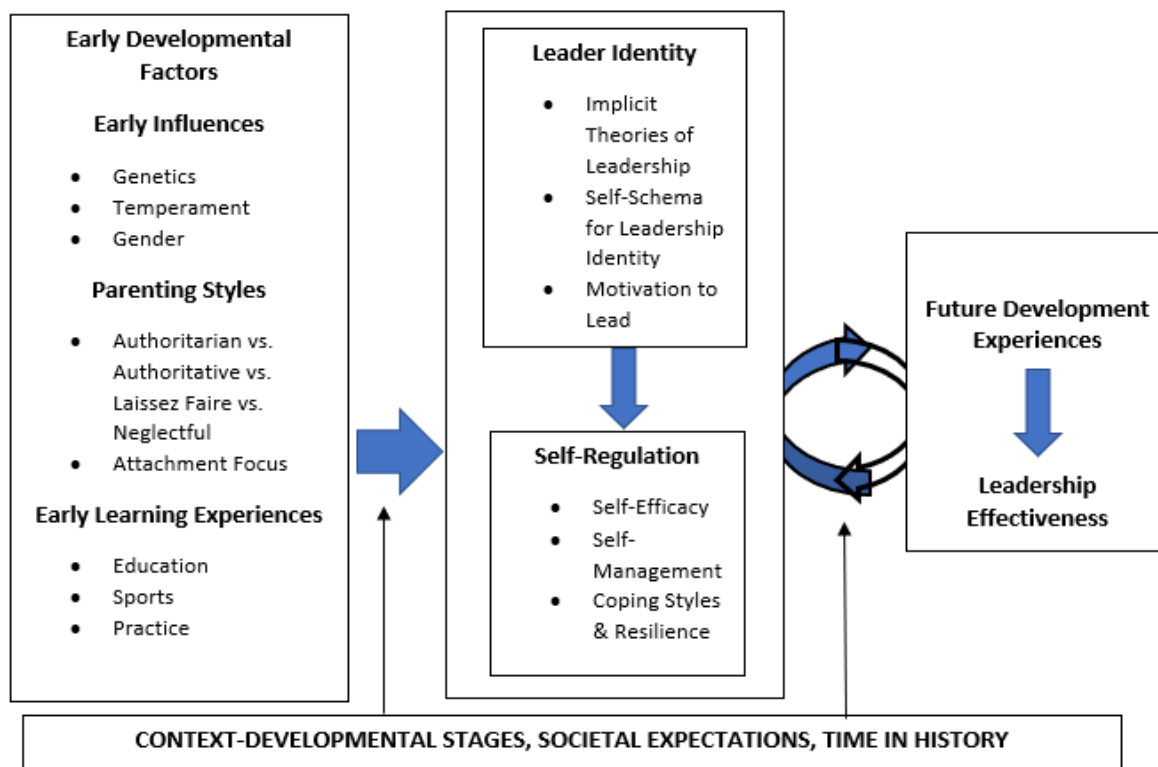 Early Developmental
Factors
Early Influences
• Genetics
• Temperament
• Gender
Parenting Styles
• Authoritarian vs.
Authoritative vs.
Laissez Faire vs.
Neglectful
• Attachment Focus
Early Learning Experiences
• Education
• Sports
• Practice
Leader Identity
• Implicit
Theories of
Leadership
• Self-Schema
for Leadership
Identity
• Motivation to
Lead
Self-Regulation
• Self-Efficacy
• Self-
Management
• Coping Styles
& Resilience
Future Development
Experiences
Leadership
Effectiveness
CONTEXT-DEVELOPMENTAL STAGES, SOCIETAL EXPECTATIONS, TIME IN HISTORY